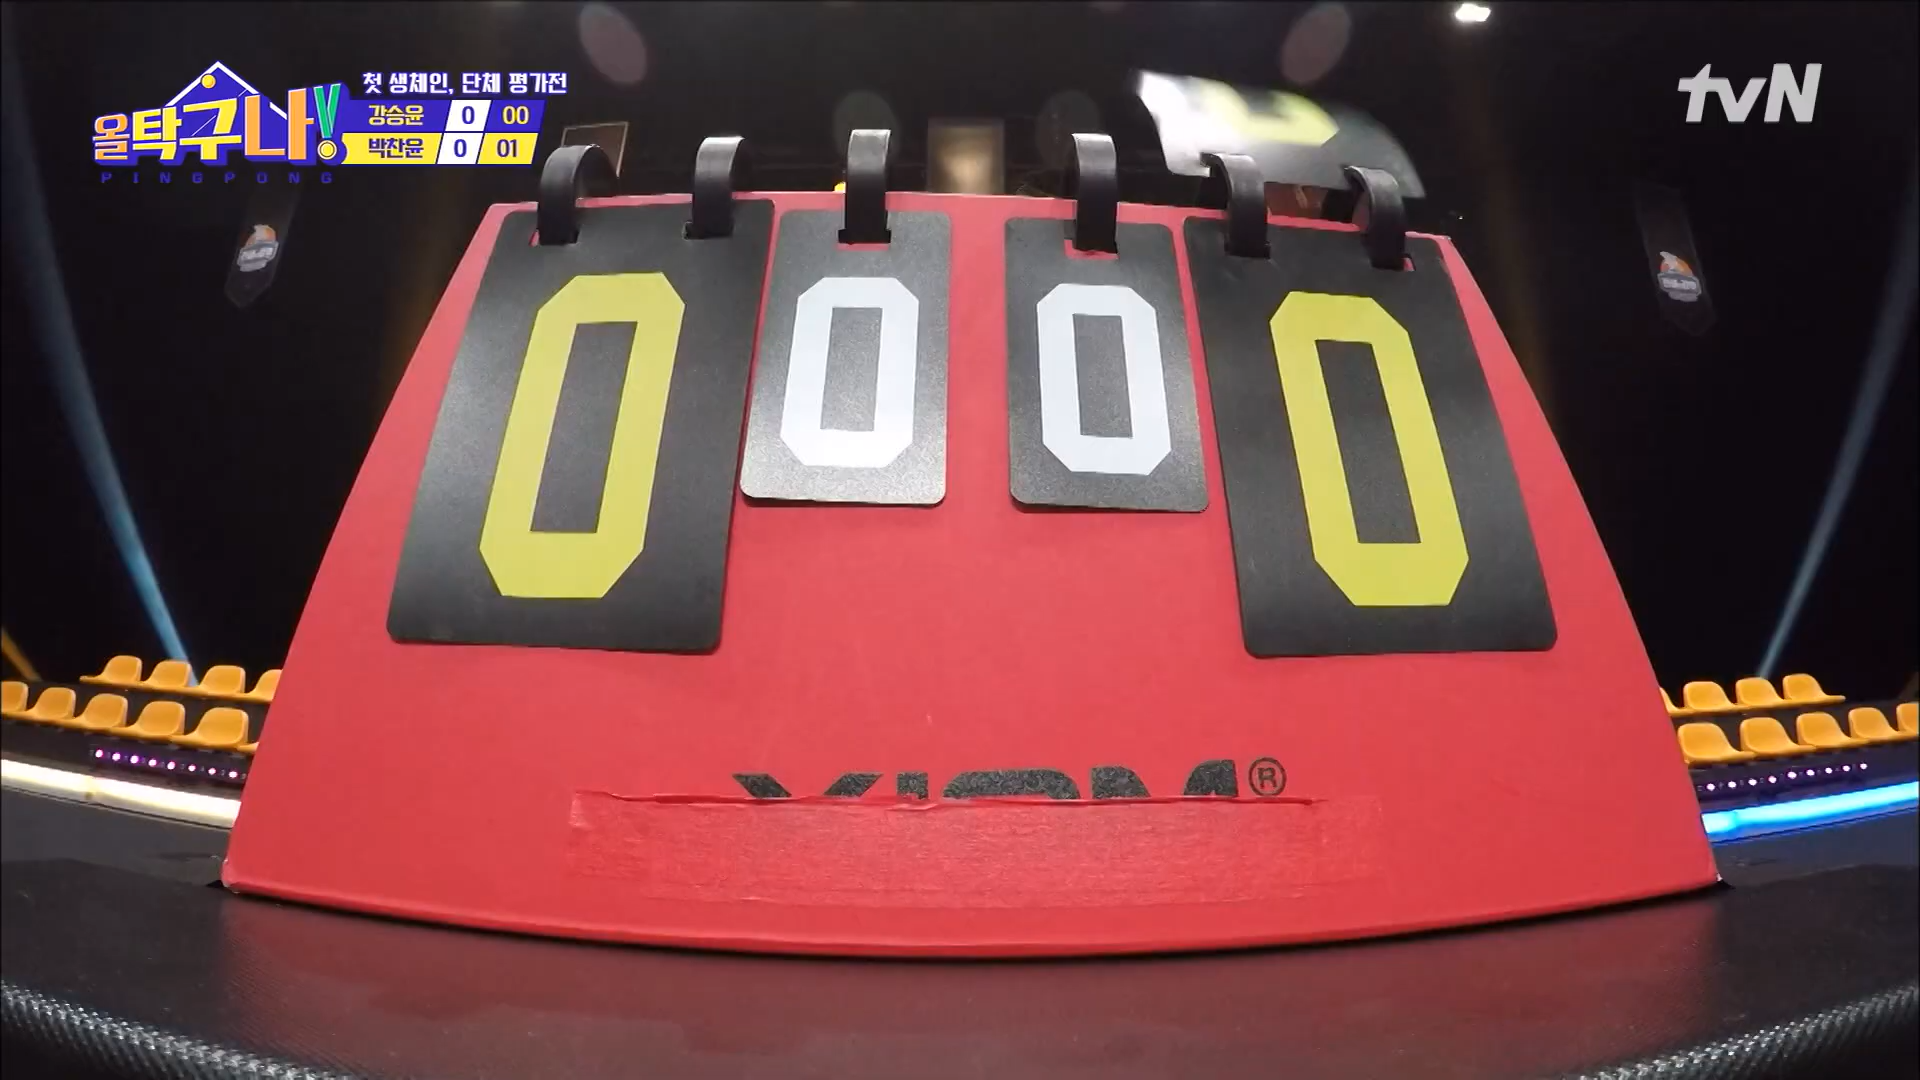 첫 생체인, 단체 평가전
강승윤 0 00
박찬윤 0 01
올탁구나!
PINGPONG
tvN
0 0 0 0
XIOM®